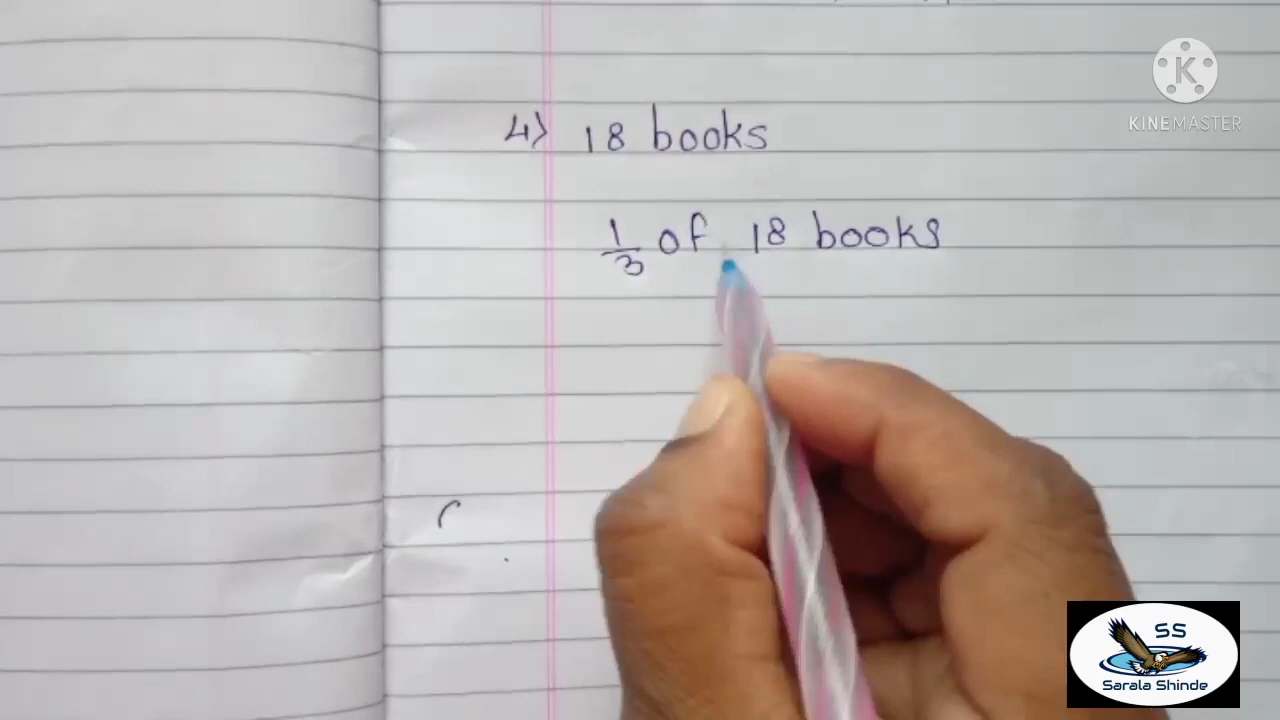 4) 18 books
1/3 of 18 books
KINEMASTER
SS
Sarala Shinde